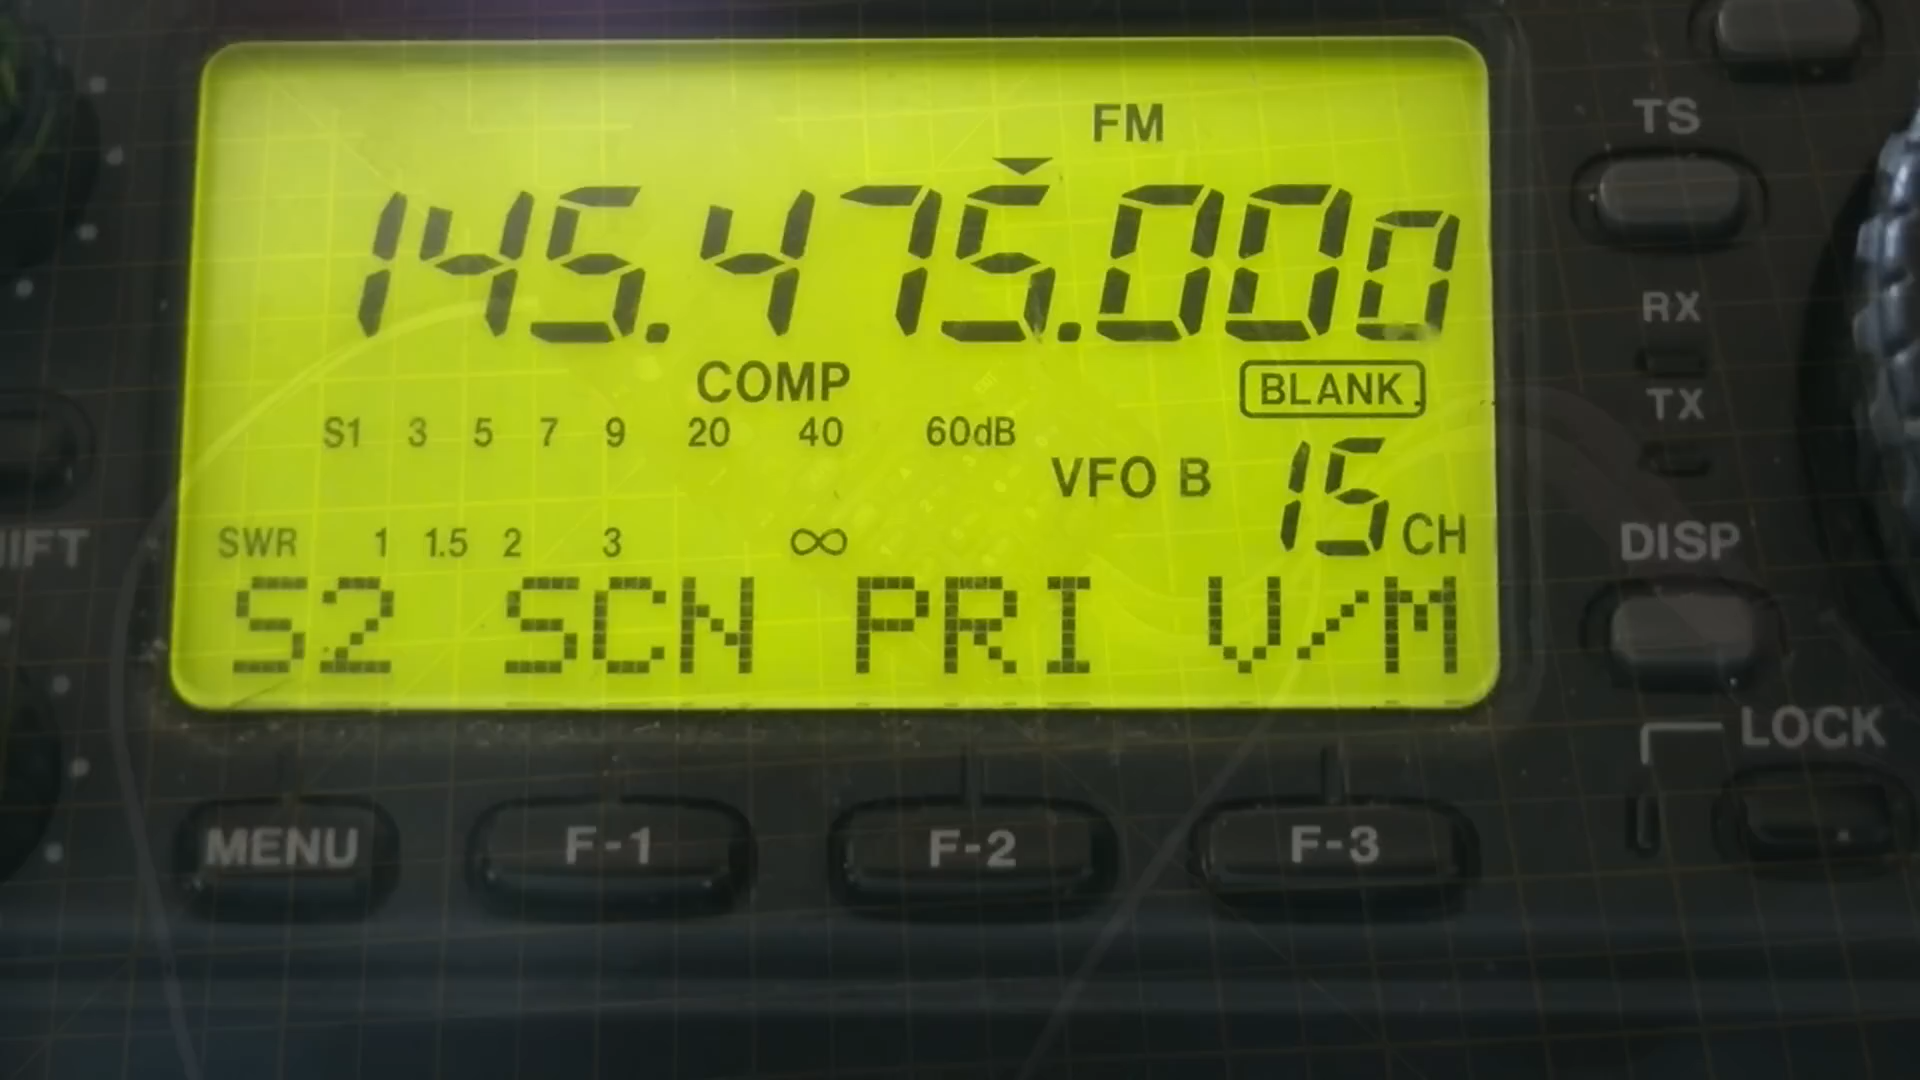 FM
TS
145.475.000
RX
COMP
BLANK
TX
S1 3 5 7 9 20 40 60dB
VFO B 15 CH
SWR 1 1.5 2 3 ∞
DISP
S2 SCN PRI V/M
LOCK
MENU F-1 F-2 F-3